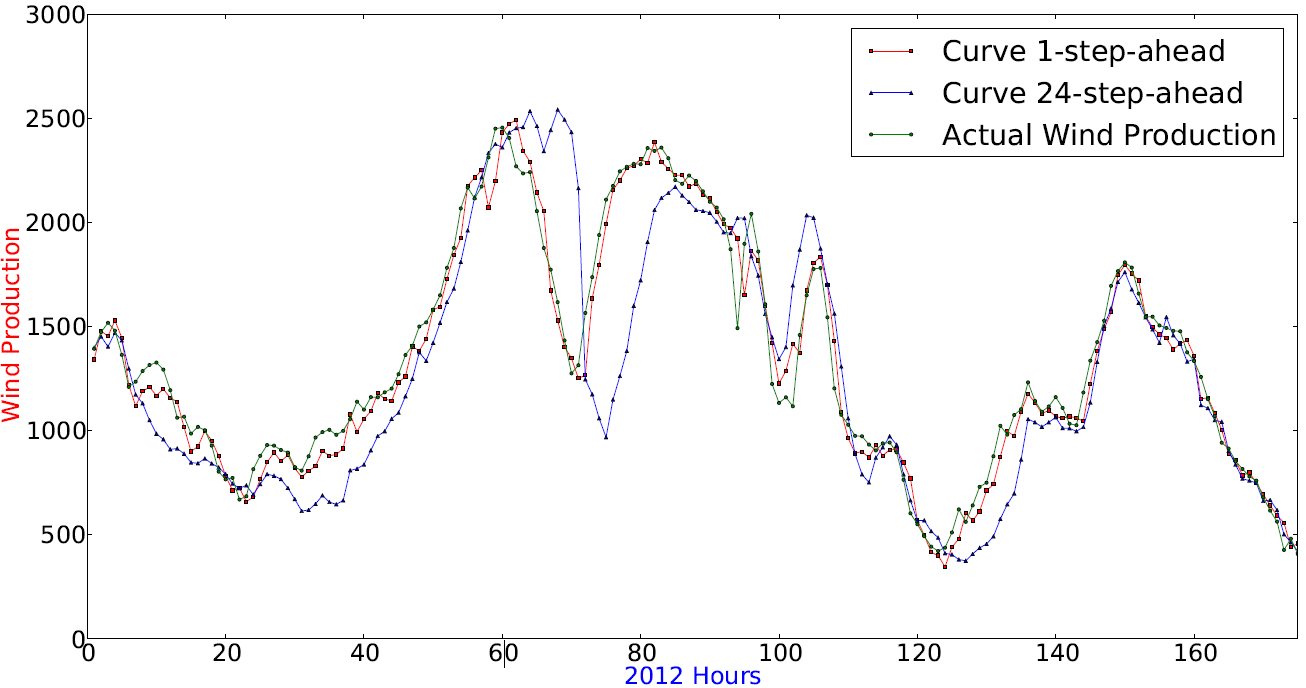 3000
2500
2000
1500
1000
500
0
Wind Production
Curve 1-step-ahead
Curve 24-step-ahead
Actual Wind Production
0 20 40 60 80 100 120 140 160
2012 Hours